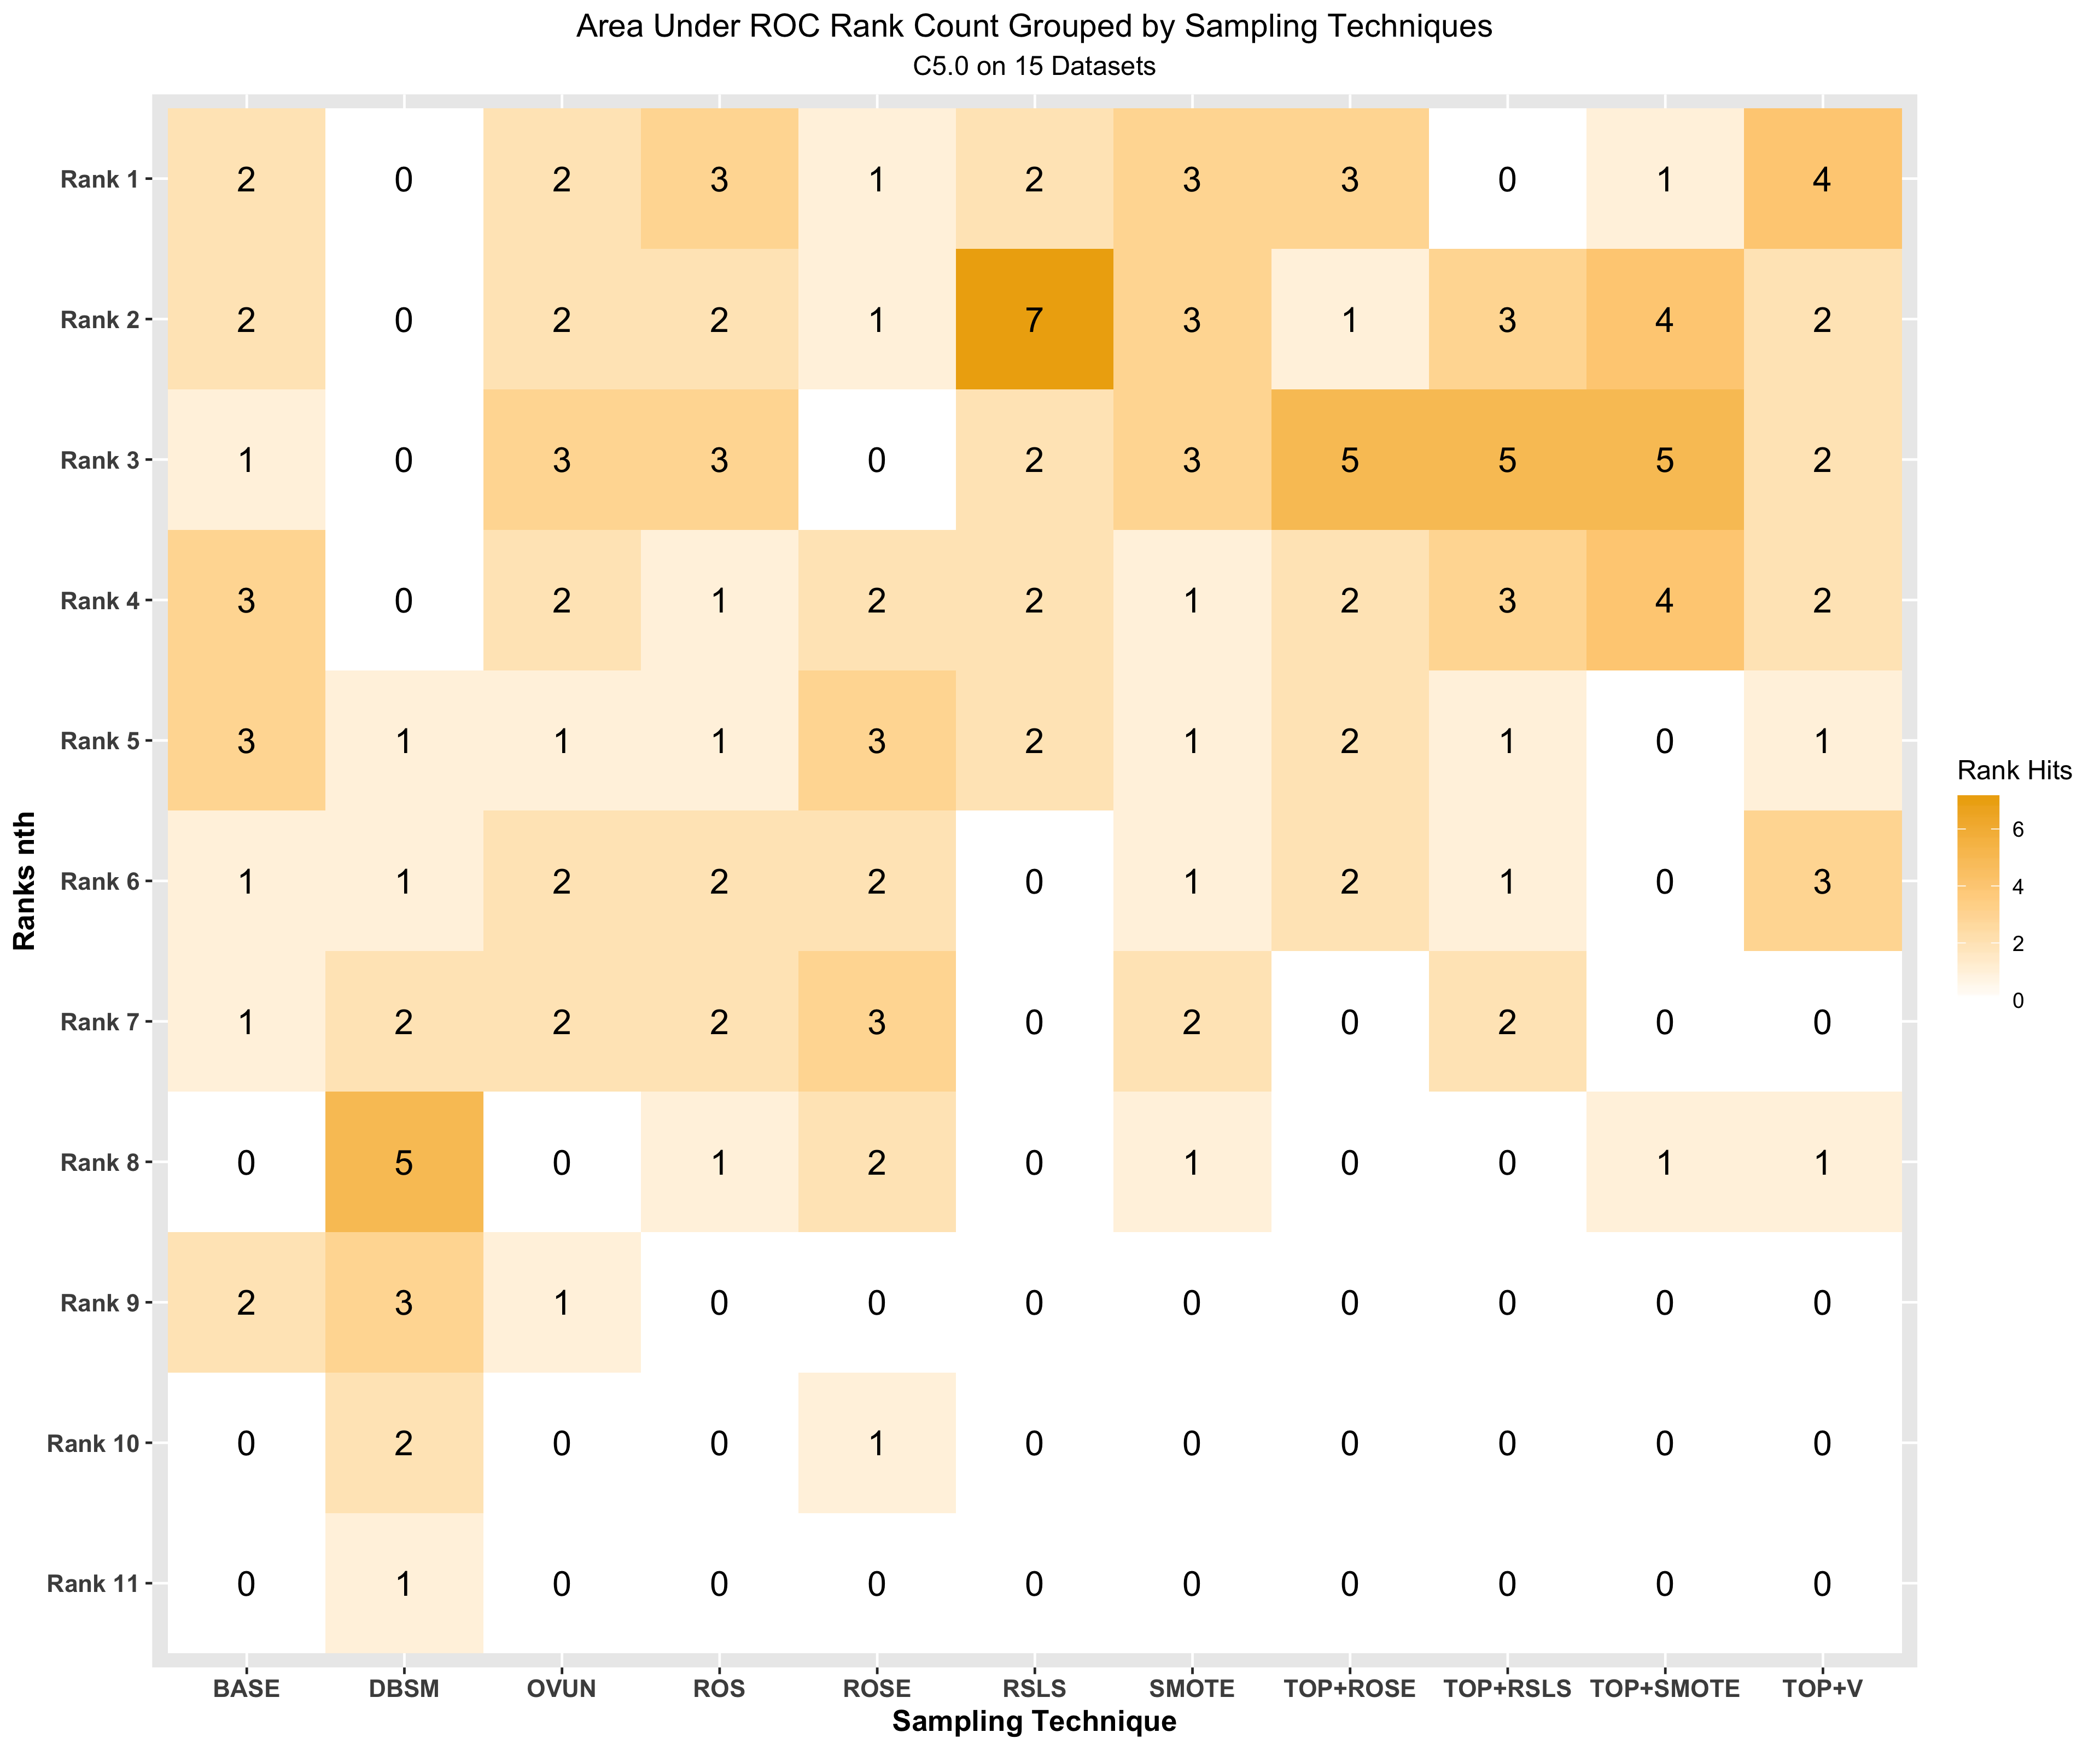 Area Under ROC Rank Count Grouped by Sampling Techniques
C5.0 on 15 Datasets
Rank 1 2 0 2 3 1 2 3 3 0 1 4
Rank 2 2 0 2 2 1 7 3 1 3 4 2
Rank 3 1 0 3 3 0 2 3 5 5 5 2
Rank 4 3 0 2 1 2 2 1 2 3 4 2
Rank 5 3 1 1 1 3 2 1 2 1 0 1
Rank 6 1 1 2 2 2 0 1 2 1 0 3
Rank 7 1 2 2 2 3 0 2 0 2 0 0
Rank 8 0 5 0 1 2 0 1 0 0 1 1
Rank 9 2 3 1 0 0 0 0 0 0 0 0
Rank 10 0 2 0 0 1 0 0 0 0 0 0
Rank 11 0 1 0 0 0 0 0 0 0 0 0
BASE DBSM OVUN ROS ROSE RSLS SMOTE TOP+ROSE TOP+RSLS TOP+SMOTE TOP+V
Sampling Technique
Ranks nth
Rank Hits
6
4
2
0